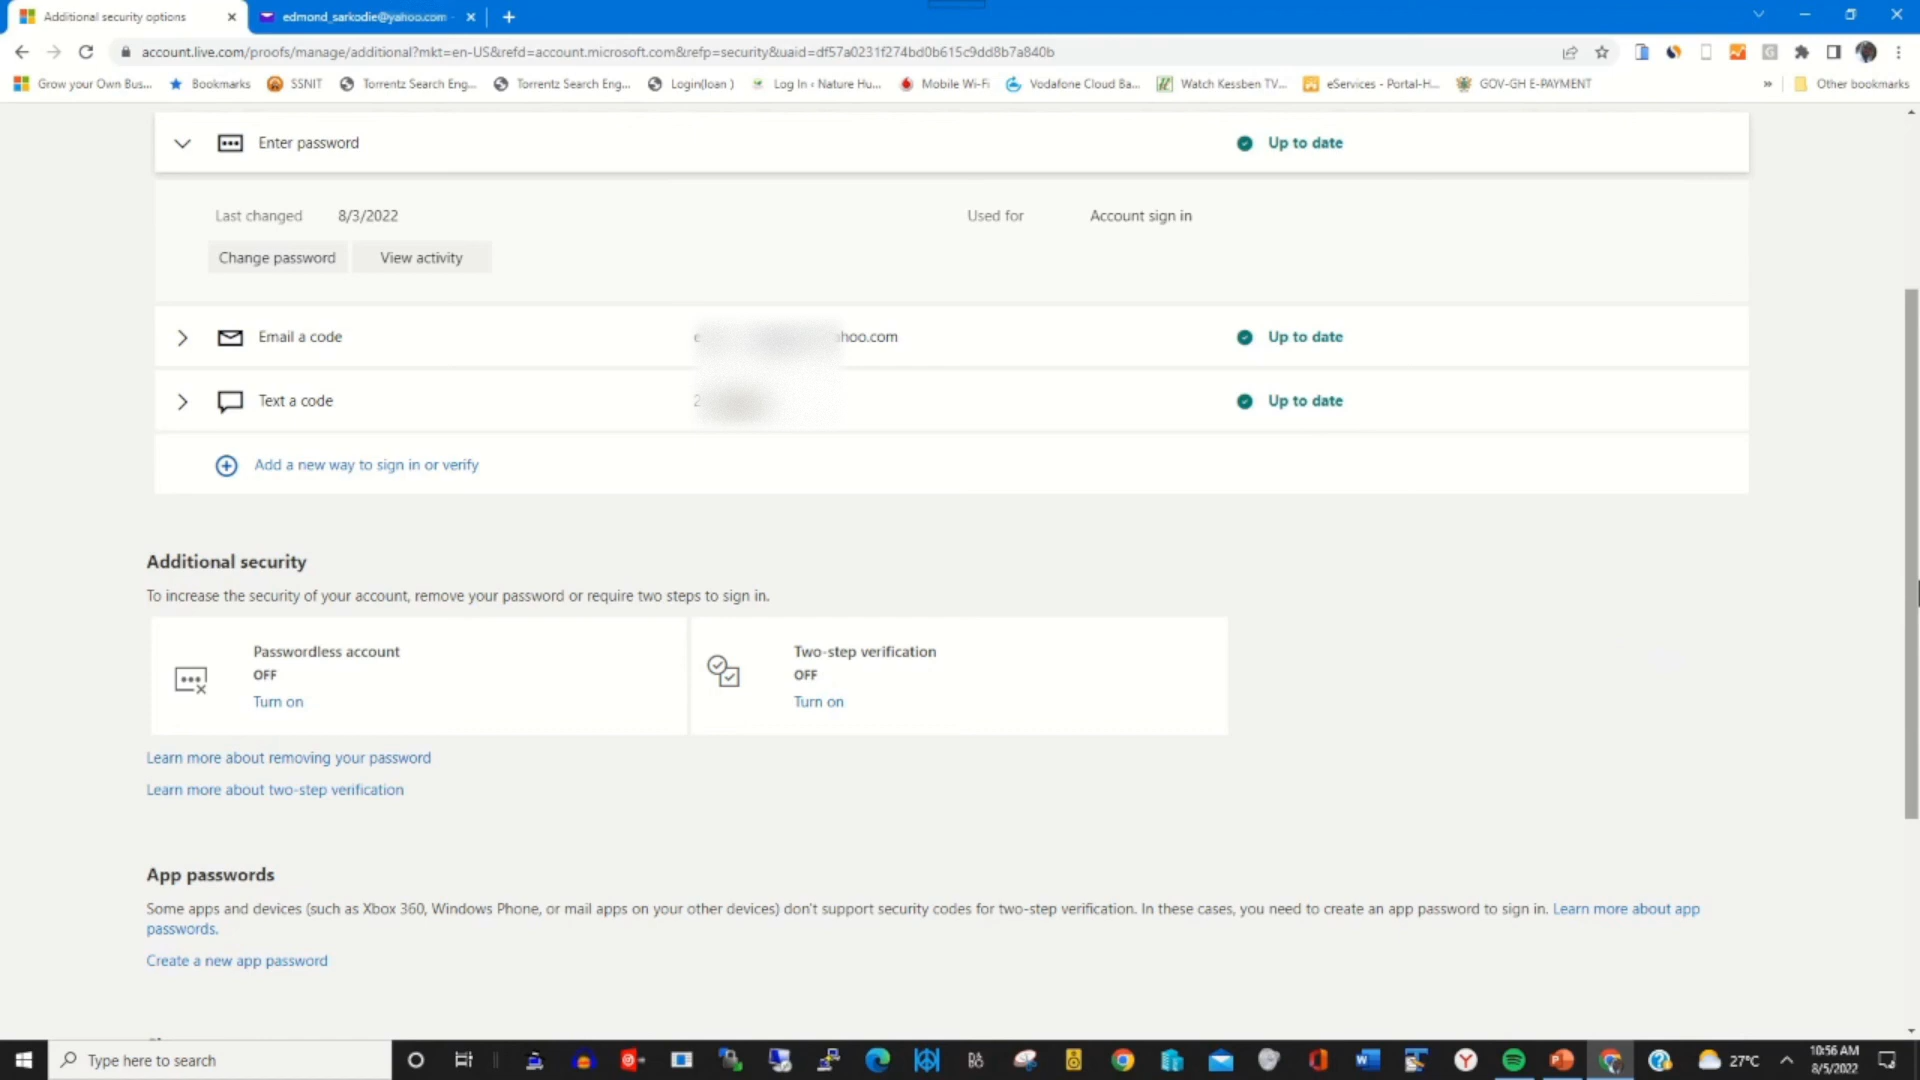 Additional security options
edmond_sarkodie@yahoo.com
account.live.com/proofs/manage/additional?mkt=en-US&refd=account.microsoft.com&refp=security&uaid=df57a0231f274bd0b615c9dd8b7a840b
Grow your Own Bus... Bookmarks SSNIT Torrentz Search Eng... Torrentz Search Eng... Login(loan ) Log In ‹ Nature Hu... Mobile Wi-Fi Vodafone Cloud Ba... Watch Kessben TV... eServices - Portal-H... GOV-GH E-PAYMENT » Other bookmarks
Enter password Up to date
Last changed 8/3/2022 Used for Account sign in
Change password View activity
Email a code hoo.com Up to date
Text a code 2 Up to date
Add a new way to sign in or verify
Additional security
To increase the security of your account, remove your password or require two steps to sign in.
Passwordless account
OFF
Turn on
Two-step verification
OFF
Turn on
Learn more about removing your password
Learn more about two-step verification
App passwords
Some apps and devices (such as Xbox 360, Windows Phone, or mail apps on your other devices) don't support security codes for two-step verification. In these cases, you need to create an app password to sign in. Learn more about app
passwords.
Create a new app password
Type here to search
27°C
10:56 AM
8/5/2022